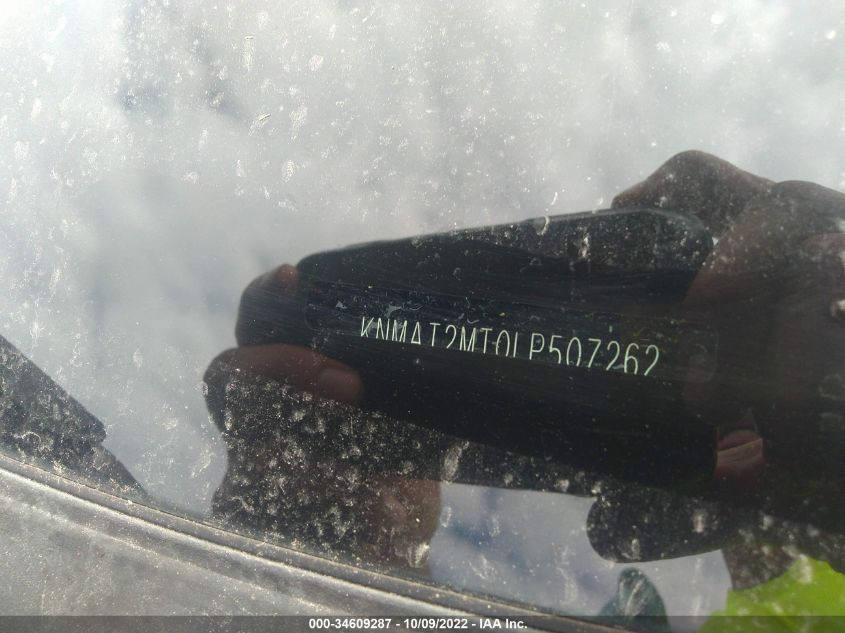 KNMAT2MT0LP507262
000-34609287 - 10/09/2022 - IAA Inc.